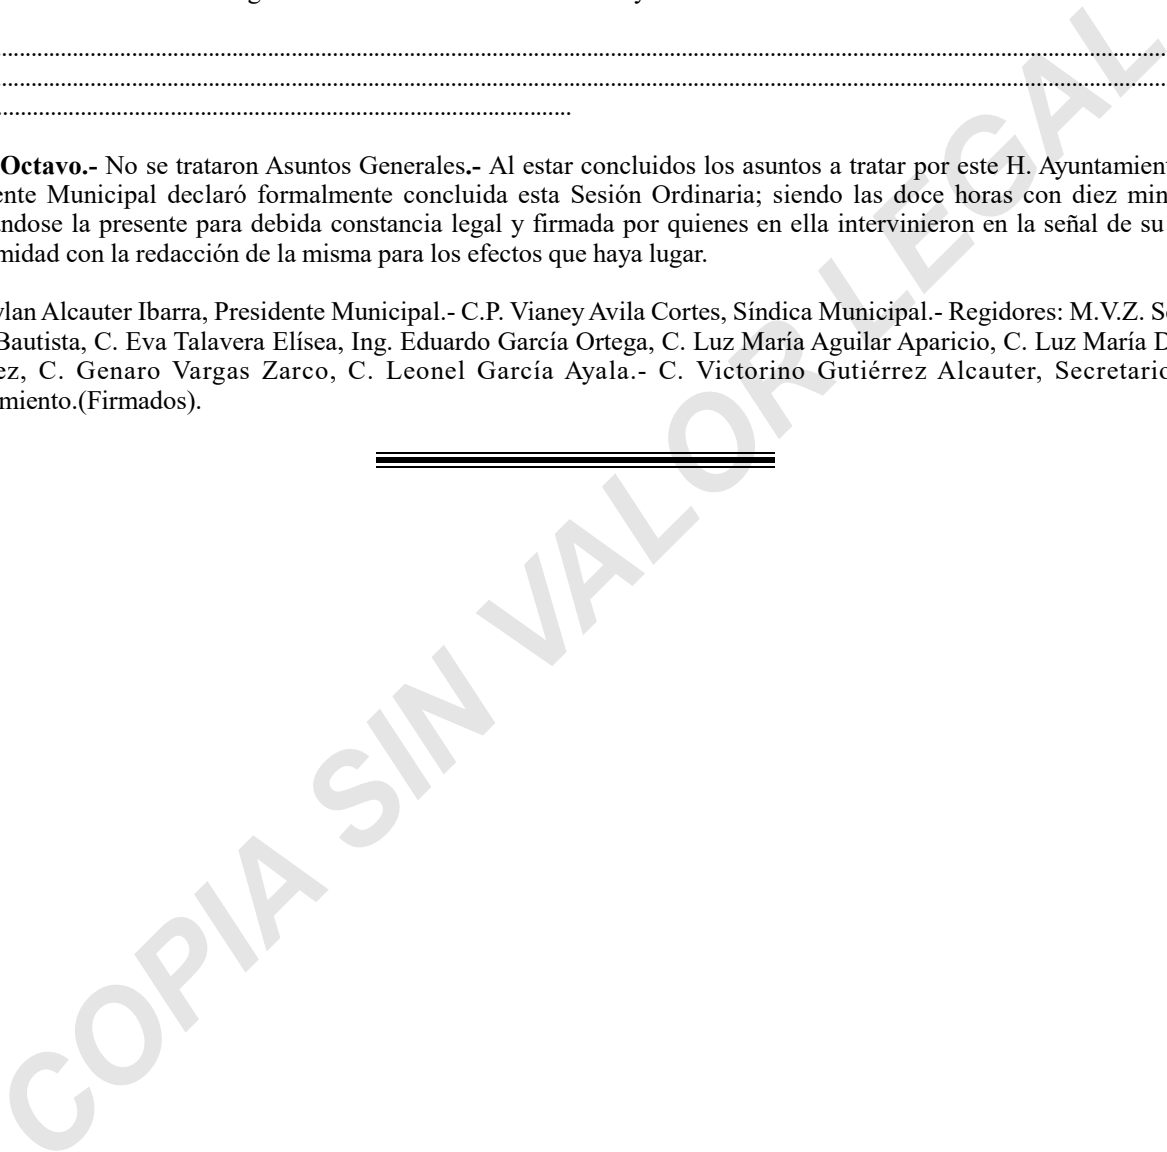 ..........................................................................................................................................................................
..........................................................................................................................................................................
..................................................................................................
Octavo.- No se trataron Asuntos Generales.- Al estar concluidos los asuntos a tratar por este H. Ayuntamient
ente Municipal declaró formalmente concluida esta Sesión Ordinaria; siendo las doce horas con diez min
ándose la presente para debida constancia legal y firmada por quienes en ella intervinieron en la señal de su
midad con la redacción de la misma para los efectos que haya lugar.
ylan Alcauter Ibarra, Presidente Municipal.- C.P. Vianey Avila Cortes, Síndica Municipal.- Regidores: M.V.Z. S
Bautista, C. Eva Talavera Elísea, Ing. Eduardo García Ortega, C. Luz María Aguilar Aparicio, C. Luz María D
ez, C. Genaro Vargas Zarco, C. Leonel García Ayala.- C. Victorino Gutiérrez Alcauter, Secretario
miento.(Firmados).
COPIA SIN VALOR LEGAL